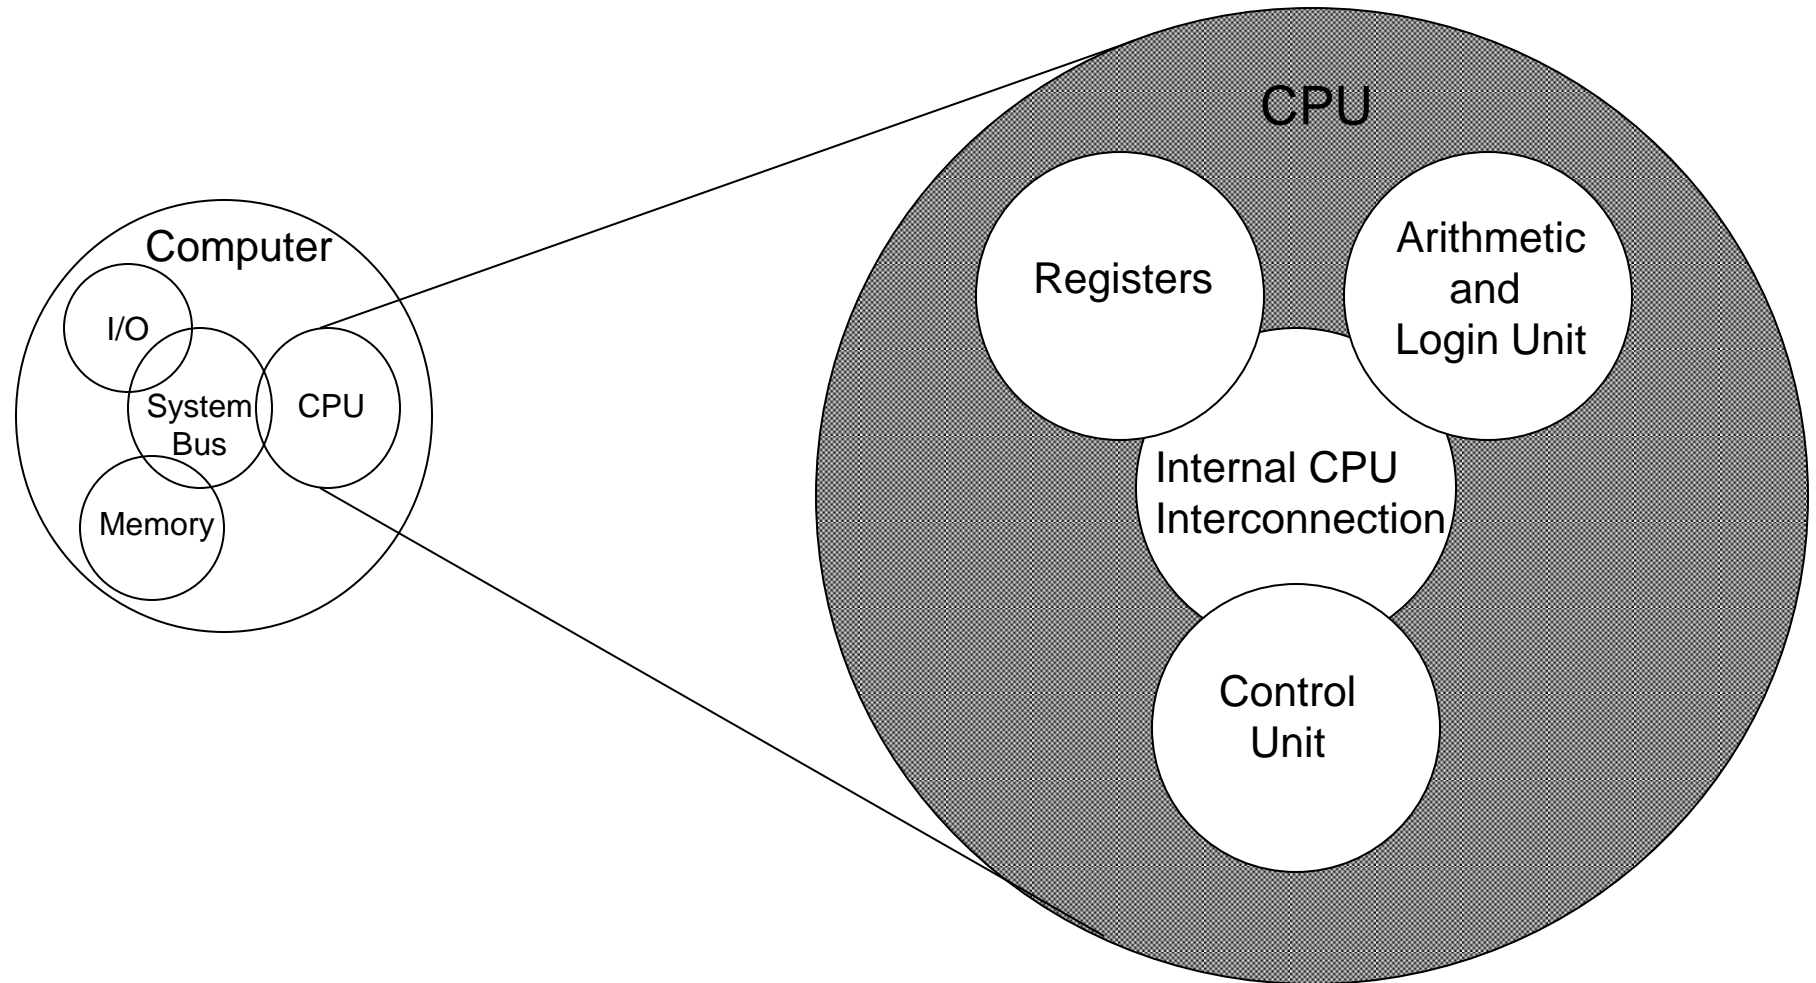 Computer
I/O
System
Bus
CPU
Memory
CPU
Registers
Arithmetic
and
Login Unit
Internal CPU
Interconnection
Control
Unit